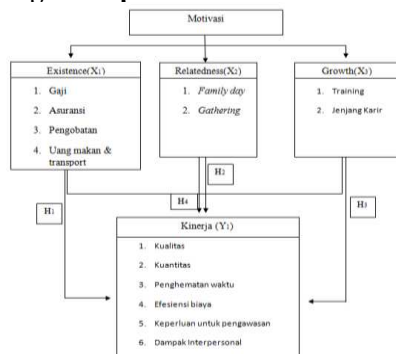 Motivasi
Existence(X1)
1. Gaji
2. Asuransi
3. Pengobatan
4. Uang makan &
transport
Relatedness(X2)
1. Family day
2. Gathering
Growth(X3)
1. Training
2. Jenjang Karir
H2
H4
H1
H3
Kinerja (Y1)
1. Kualitas
2. Kuantitas
3. Penghematan waktu
4. Efesiensi biaya
5. Keperluan untuk pengawasan
6. Dampak Interpersonal